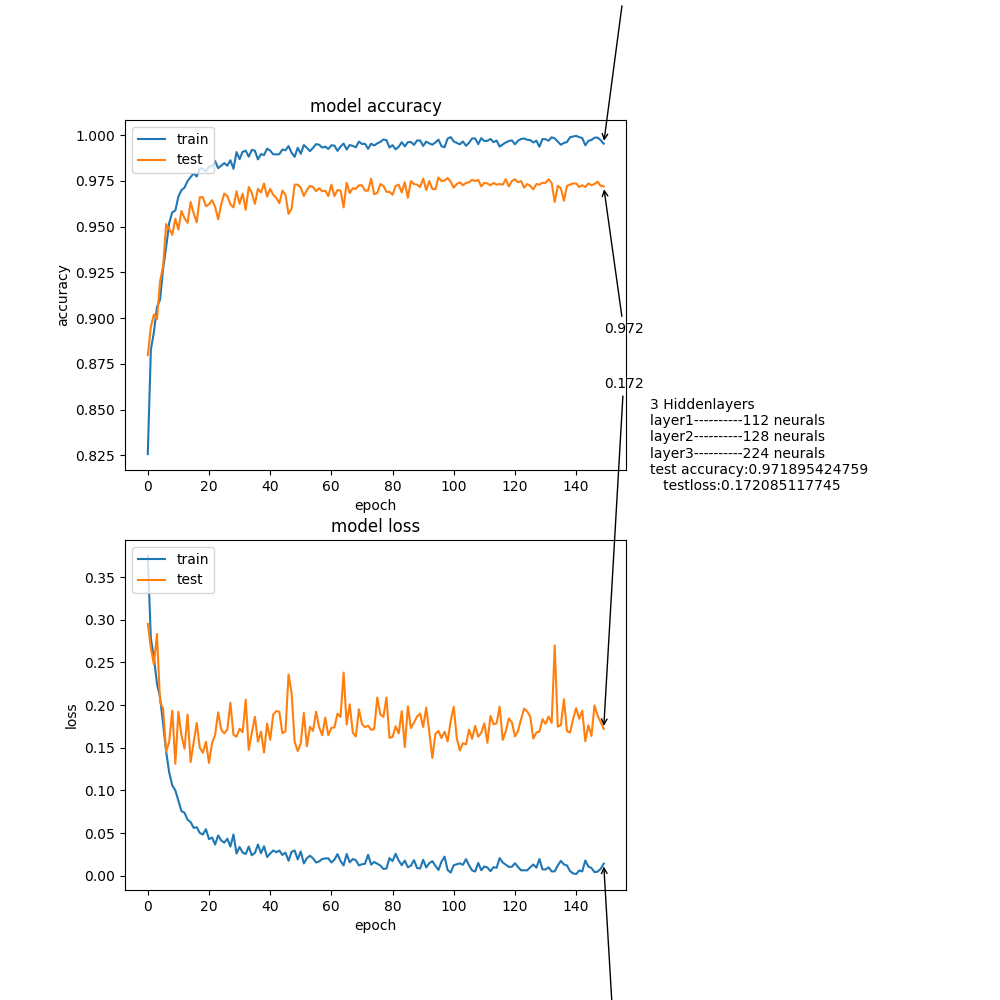 model accuracy
1.000
0.975
0.950
0.925
0.900
0.875
0.850
0.825
accuracy
train
test
0 20 40 60 80 100 120 140
epoch
0.972
0.172
3 Hiddenlayers
layer1----------112 neurals
layer2----------128 neurals
layer3----------224 neurals
test accuracy:0.971895424759
testloss:0.172085117745
model loss
0.35
0.30
0.25
0.20
0.15
0.10
0.05
0.00
loss
train
test
0 20 40 60 80 100 120 140
epoch